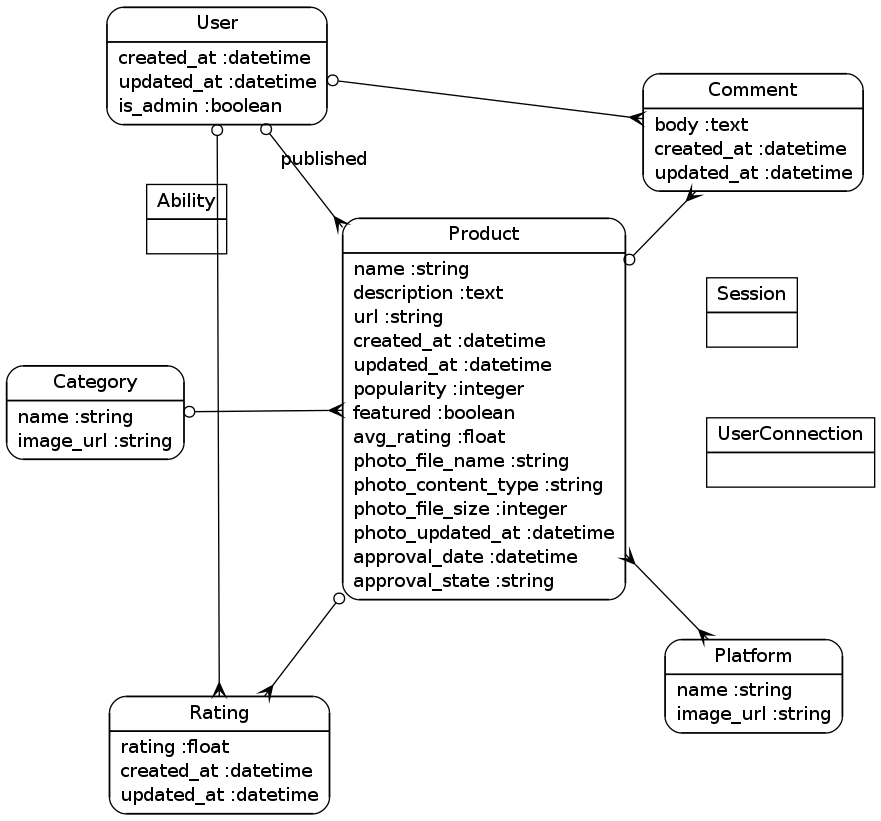 User
created_at :datetime
updated_at :datetime
is_admin :boolean
Comment
body :text
created_at :datetime
updated_at :datetime
published
Ability
Product
name :string
description :text
url :string
created_at :datetime
updated_at :datetime
popularity :integer
featured :boolean
avg_rating :float
photo_file_name :string
photo_content_type :string
photo_file_size :integer
photo_updated_at :datetime
approval_date :datetime
approval_state :string
Session
Category
name :string
image_url :string
UserConnection
Platform
name :string
image_url :string
Rating
rating :float
created_at :datetime
updated_at :datetime